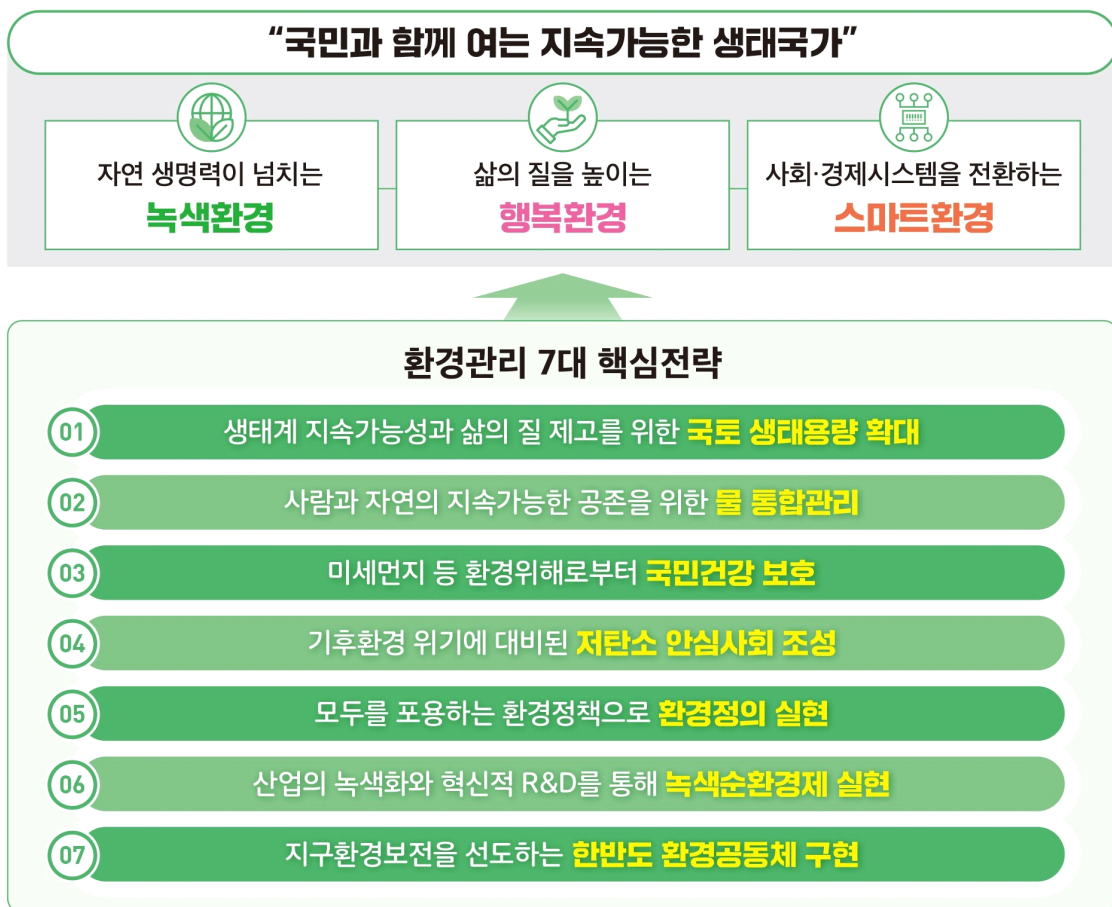 “국민과 함께 여는 지속가능한 생태국가”
자연 생명력이 넘치는
녹색환경
삶의 질을 높이는
행복환경
사회·경제시스템을 전환하는
스마트환경
환경관리 7대 핵심전략
01 생태계 지속가능성과 삶의 질 제고를 위한 국토 생태용량 확대
02 사람과 자연의 지속가능한 공존을 위한 물 통합관리
03 미세먼지 등 환경위해로부터 국민건강 보호
04 기후환경 위기에 대비된 저탄소 안심사회 조성
05 모두를 포용하는 환경정책으로 환경정의 실현
06 산업의 녹색화와 혁신적 R&D를 통해 녹색순환경제 실현
07 지구환경보전을 선도하는 한반도 환경공동체 구현